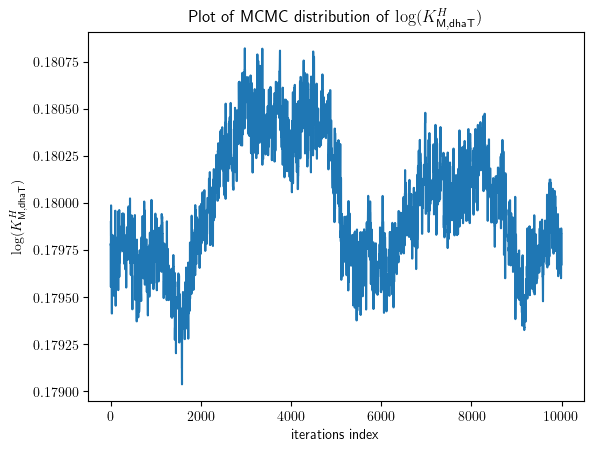 Plot of MCMC distribution of log(K^H_{M,dhaT})
log(K^H_{M,dhaT})
0.18075
0.18050
0.18025
0.18000
0.17975
0.17950
0.17925
0.17900
0 2000 4000 6000 8000 10000
iterations index